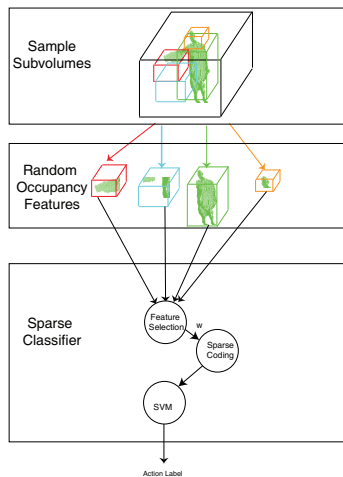 Sample
Subvolumes
Random
Occupancy
Features
Sparse
Classifier
Feature
Selection
w
Sparse
Coding
SVM
Action Label